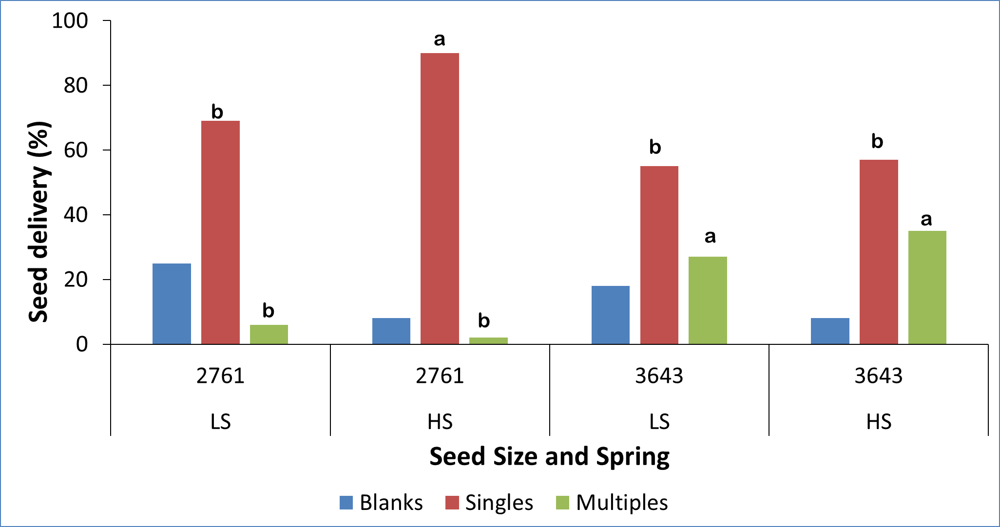 100
80
60
40
20
0
Seed delivery (%)
b
b
a
b
b
a
b
a
2761 2761 3643 3643
LS HS LS HS
Seed Size and Spring
Blanks Singles Multiples